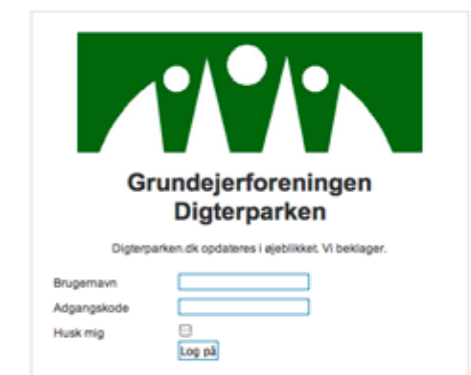 Grundejerforeningen
Digterparken
Digterparken.dk opdateres i øjeblikket. Vi beklager.
Brugernavn
Adgangskode
Husk mig
Log på